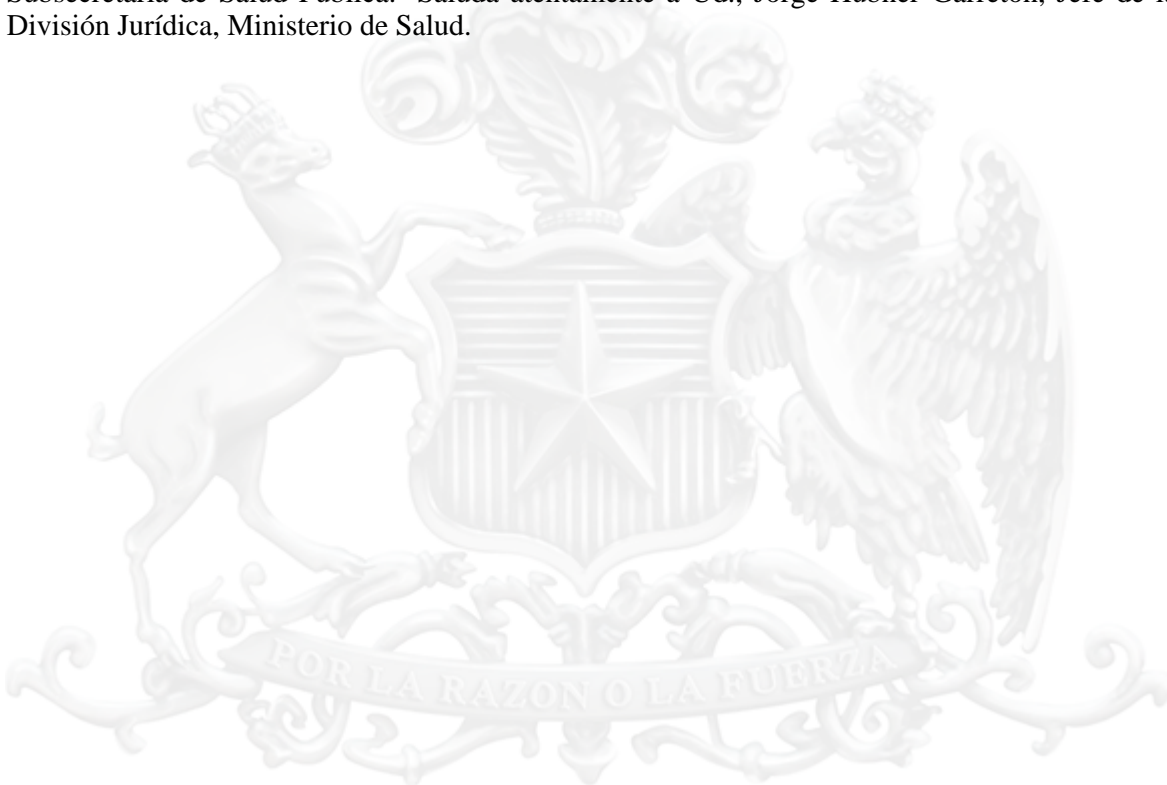 Subsecretaría de Salud Pública.- Saluda atentamente a Ud., Jorge Hübner Garretón, Jefe de la
División Jurídica, Ministerio de Salud.
POR LA RAZON O LA FUERZA